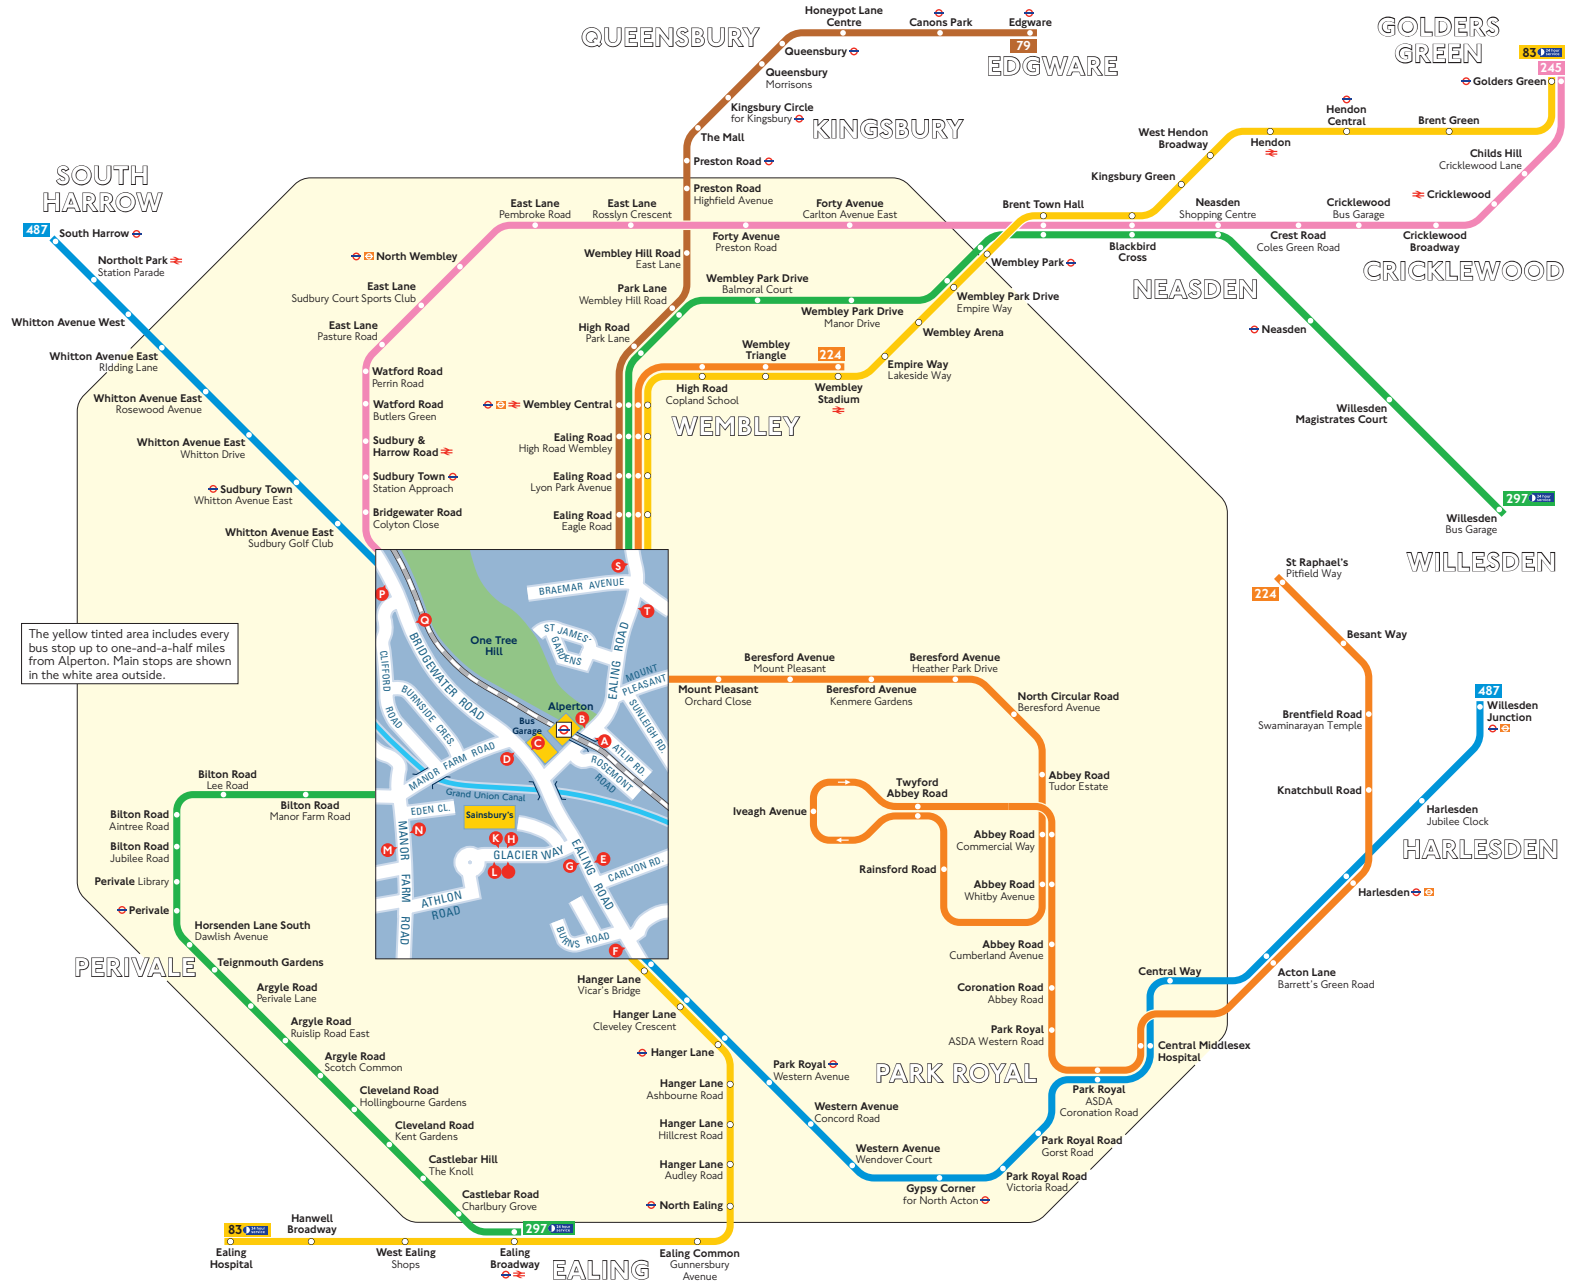 QUEENSBURY
Honeypot Lane
Centre
Canons Park
Edgware
79
EDGWARE
Queensbury
Queensbury
Morrisons
Kingsbury Circle
for Kingsbury
KINGSBURY
The Mall
Preston Road
Preston Road
Highfield Avenue
GOLDERS
GREEN
83
24 hour
service
245
Golders Green
Hendon
Central
Brent Green
West Hendon
Broadway
Hendon
Childs Hill
Cricklewood Lane
Kingsbury Green
Cricklewood
SOUTH
HARROW
487
South Harrow
Northolt Park
Station Parade
Whitton Avenue West
Whitton Avenue East
RIdding Lane
Whitton Avenue East
Rosewood Avenue
Whitton Avenue East
Whitton Drive
Sudbury Town
Whitton Avenue East
Whitton Avenue East
Sudbury Golf Club
East Lane
Pembroke Road
East Lane
Rosslyn Crescent
Forty Avenue
Carlton Avenue East
Forty Avenue
Preston Road
Brent Town Hall
Neasden
Shopping Centre
Cricklewood
Bus Garage
Blackbird
Cross
Crest Road
Coles Green Road
Cricklewood
Broadway
CRICKLEWOOD
NEASDEN
North Wembley
East Lane
Sudbury Court Sports Club
East Lane
Pasture Road
Watford Road
Perrin Road
Watford Road
Butlers Green
Sudbury &
Harrow Road
Sudbury Town
Station Approach
Bridgewater Road
Colyton Close
Wembley Hill Road
East Lane
Park Lane
Wembley Hill Road
High Road
Park Lane
Wembley Park Drive
Balmoral Court
Wembley Park Drive
Manor Drive
Wembley Park
Wembley Park Drive
Empire Way
Wembley Arena
Empire Way
Lakeside Way
Wembley
Triangle
224
High Road
Copland School
Wembley
Stadium
Wembley Central
WEMBLEY
Ealing Road
High Road Wembley
Ealing Road
Lyon Park Avenue
Ealing Road
Eagle Road
Neasden
Willesden
Magistrates Court
297
24 hour
service
Willesden
Bus Garage
WILLESDEN
St Raphael's
Pitfield Way
224
Besant Way
Brentfield Road
Swaminarayan Temple
Knatchbull Road
487
Willesden
Junction
Harlesden
Jubilee Clock
HARLESDEN
Harlesden
Acton Lane
Barrett's Green Road
Central Way
Central Middlesex
Hospital
The yellow tinted area includes every
bus stop up to one-and-a-half miles
from Alperton. Main stops are shown
in the white area outside.
S
P
Q
T
BRAEMAR AVENUE
One Tree
Hill
ST JAMES'
GARDENS
EALING ROAD
MOUNT
PLEASANT
SUNLEIGH RD.
BRIDGEWATER ROAD
CLIFFORD
ROAD
BURNSIDE CRES.
Alperton
Bus
Garage
B
A
C
D
ATLIP RD.
ROSEMONT
ROAD
MANOR FARM ROAD
Grand Union Canal
EDEN CL.
Sainsbury's
N
M
K
H
L
GLACIER WAY
G
E
EALING ROAD
CARLYON RD.
MANOR FARM ROAD
ATHLON
ROAD
BURNS ROAD
F
Mount Pleasant
Orchard Close
Beresford Avenue
Mount Pleasant
Beresford Avenue
Kenmere Gardens
Beresford Avenue
Heather Park Drive
North Circular Road
Beresford Avenue
Abbey Road
Tudor Estate
Twyford
Abbey Road
Iveagh Avenue
Rainsford Road
Abbey Road
Commercial Way
Abbey Road
Whitby Avenue
Abbey Road
Cumberland Avenue
Coronation Road
Abbey Road
Park Royal
ASDA Western Road
PARK ROYAL
Park Royal
ASDA
Coronation Road
Park Royal Road
Gorst Road
Park Royal Road
Victoria Road
Gypsy Corner
for North Acton
Western Avenue
Wendover Court
Western Avenue
Concord Road
Park Royal
Western Avenue
Hanger Lane
Vicar's Bridge
Hanger Lane
Cleveley Crescent
Hanger Lane
Hanger Lane
Ashbourne Road
Hanger Lane
Hillcrest Road
Hanger Lane
Audley Road
North Ealing
Ealing Common
Gunnersbury
Avenue
EALING
Bilton Road
Lee Road
Bilton Road
Manor Farm Road
Bilton Road
Aintree Road
Bilton Road
Jubilee Road
Perivale Library
Perivale
PERIVALE
Horsenden Lane South
Dawlish Avenue
Teignmouth Gardens
Argyle Road
Perivale Lane
Argyle Road
Ruislip Road East
Argyle Road
Scotch Common
Cleveland Road
Hollingbourne Gardens
Cleveland Road
Kent Gardens
Castlebar Hill
The Knoll
Castlebar Road
Charlbury Grove
297
24 hour
service
83
24 hour
service
Hanwell
Broadway
Ealing
Hospital
West Ealing
Shops
Ealing
Broadway